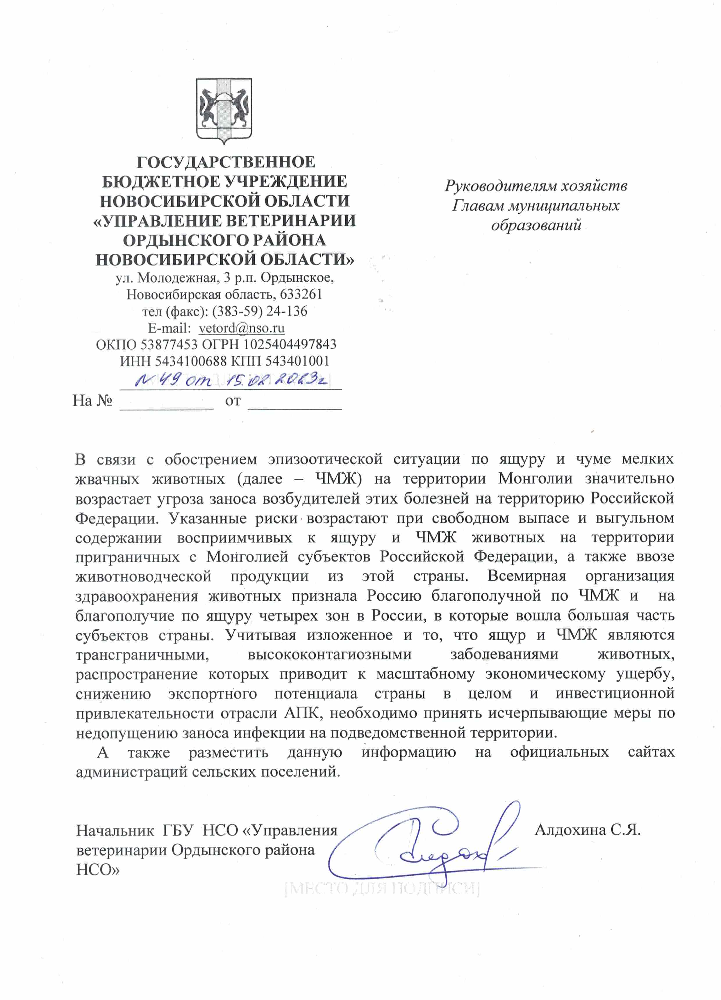 ГОСУДАРСТВЕННОЕ
БЮДЖЕТНОЕ УЧРЕЖДЕНИЕ
НОВОСИБИРСКОЙ ОБЛАСТИ
«УПРАВЛЕНИЕ ВЕТЕРИНАРИИ
ОРДЫНСКОГО РАЙОНА
НОВОСИБИРСКОЙ ОБЛАСТИ»
ул. Молодежная, 3 р.п. Ордынское,
Новосибирская область, 633261
тел (факс): (383-59) 24-136
E-mail: vetord@nso.ru
ОКПО 53877453 ОГРН 1025404497843
ИНН 5434100688 КПП 543401001
N 49 от 15.02.2023г
На № ____________ от ____________
Руководителям хозяйств
Главам муниципальных
образований
В связи с обострением эпизоотической ситуации по ящуру и чуме мелких
жвачных животных (далее – ЧМЖ) на территории Монголии значительно
возрастает угроза заноса возбудителей этих болезней на территорию Российской
Федерации. Указанные риски возрастают при свободном выпасе и выгульном
содержании восприимчивых к ящуру и ЧМЖ животных на территории
приграничных с Монголией субъектов Российской Федерации, а также ввозе
животноводческой продукции из этой страны. Всемирная организация
здравоохранения животных признала Россию благополучной по ЧМЖ и на
благополучие по ящуру четырех зон в России, в которые вошла большая часть
субъектов страны. Учитывая изложенное и то, что ящур и ЧМЖ являются
трансграничными, высококонтагиозными заболеваниями животных,
распространение которых приводит к масштабному экономическому ущербу,
снижению экспортного потенциала страны в целом и инвестиционной
привлекательности отрасли АПК, необходимо принять исчерпывающие меры по
недопущению заноса инфекции на подведомственной территории.
А также разместить данную информацию на официальных сайтах
администраций сельских поселений.
Начальник ГБУ НСО «Управления
ветеринарии Ордынского района
НСО»
Алдохина С.Я.
[МЕСТО ДЛЯ ПОДПИСИ]